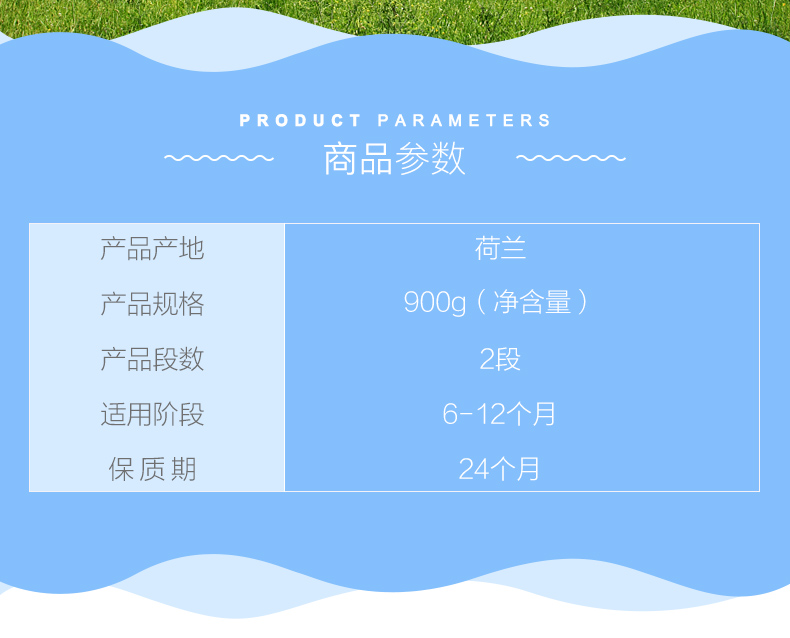 PRODUCT PARAMETERS
商品参数
产品产地 荷兰
产品规格 900g（净含量）
产品段数 2段
适用阶段 6-12个月
保质期 24个月